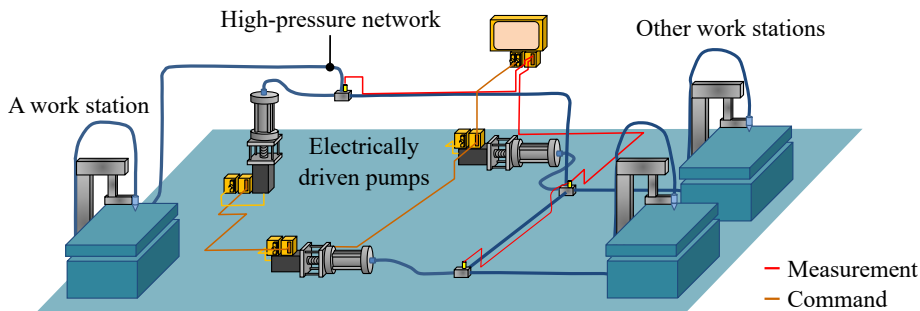 High-pressure network
Other work stations
A work station
Electrically
driven pumps
Measurement
Command